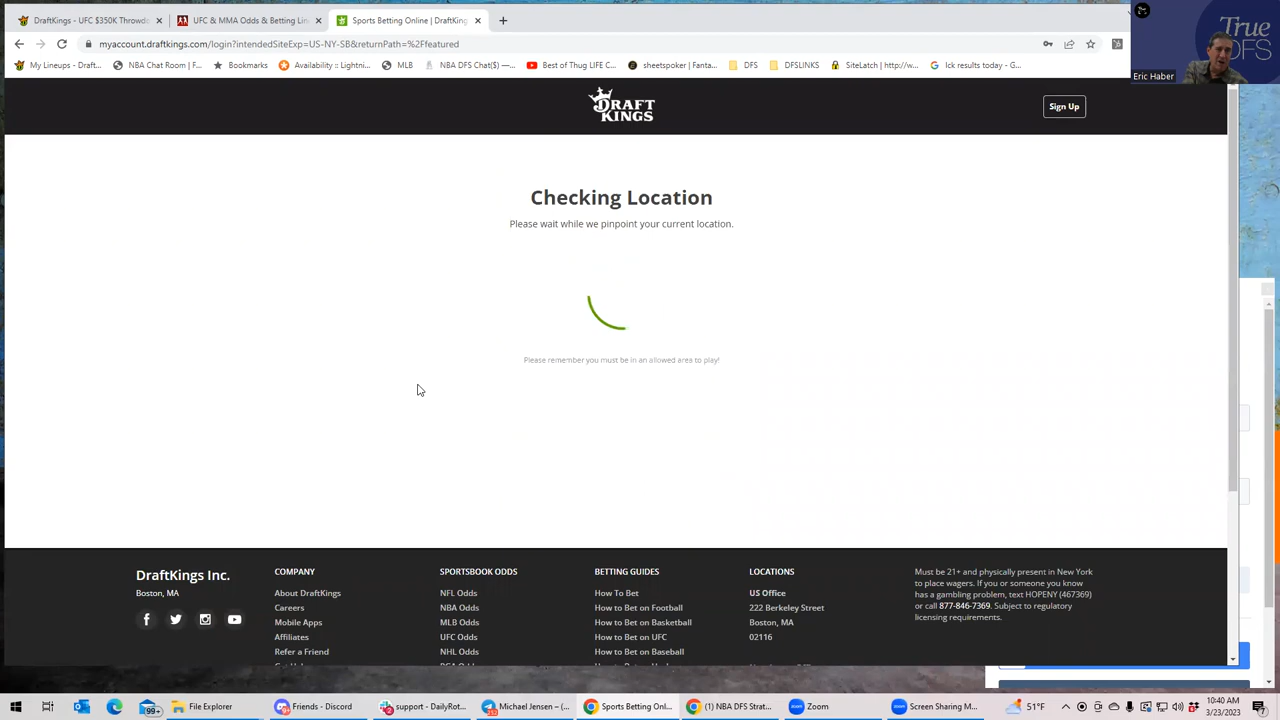 DraftKings - UFC $350K Throwd
UFC & MMA Odds & Betting Lin
Sports Betting Online | DraftKing
myaccount.draftkings.com/login?intendedSiteExp=US-NY-SB&returnPath=%2Ffeatured
My Lineups - Draft...
NBA Chat Room | F...
Bookmarks
Availability :: Lightni...
MLB
NBA DFS Chat($) —...
Best of Thug LIFE C...
sheetspoker | Fanta...
DFS
DFSLINKS
SiteLatch | http://w...
Ick results today - G...
True
DFS
Eric Haber
DRAFT
KINGS
Sign Up
Checking Location
Please wait while we pinpoint your current location.
Please remember you must be in an allowed area to play!
DraftKings Inc.
Boston, MA
COMPANY
About DraftKings
Careers
Mobile Apps
Affiliates
Refer a Friend
SPORTSBOOK ODDS
NFL Odds
NBA Odds
MLB Odds
UFC Odds
NHL Odds
BETTING GUIDES
How To Bet
How to Bet on Football
How to Bet on Basketball
How to Bet on UFC
How to Bet on Baseball
LOCATIONS
US Office
222 Berkeley Street
Boston, MA
02116
Must be 21+ and physically present in New York
to place wagers. If you or someone you know
has a gambling problem, text HOPENY (467369)
or call 877-846-7369. Subject to regulatory
licensing requirements.
99+
File Explorer
Friends - Discord
support - DailyRot...
Michael Jensen – (...
Sports Betting Onl...
(1) NBA DFS Strat...
Zoom
Screen Sharing M...
51°F
10:40 AM
3/23/2023